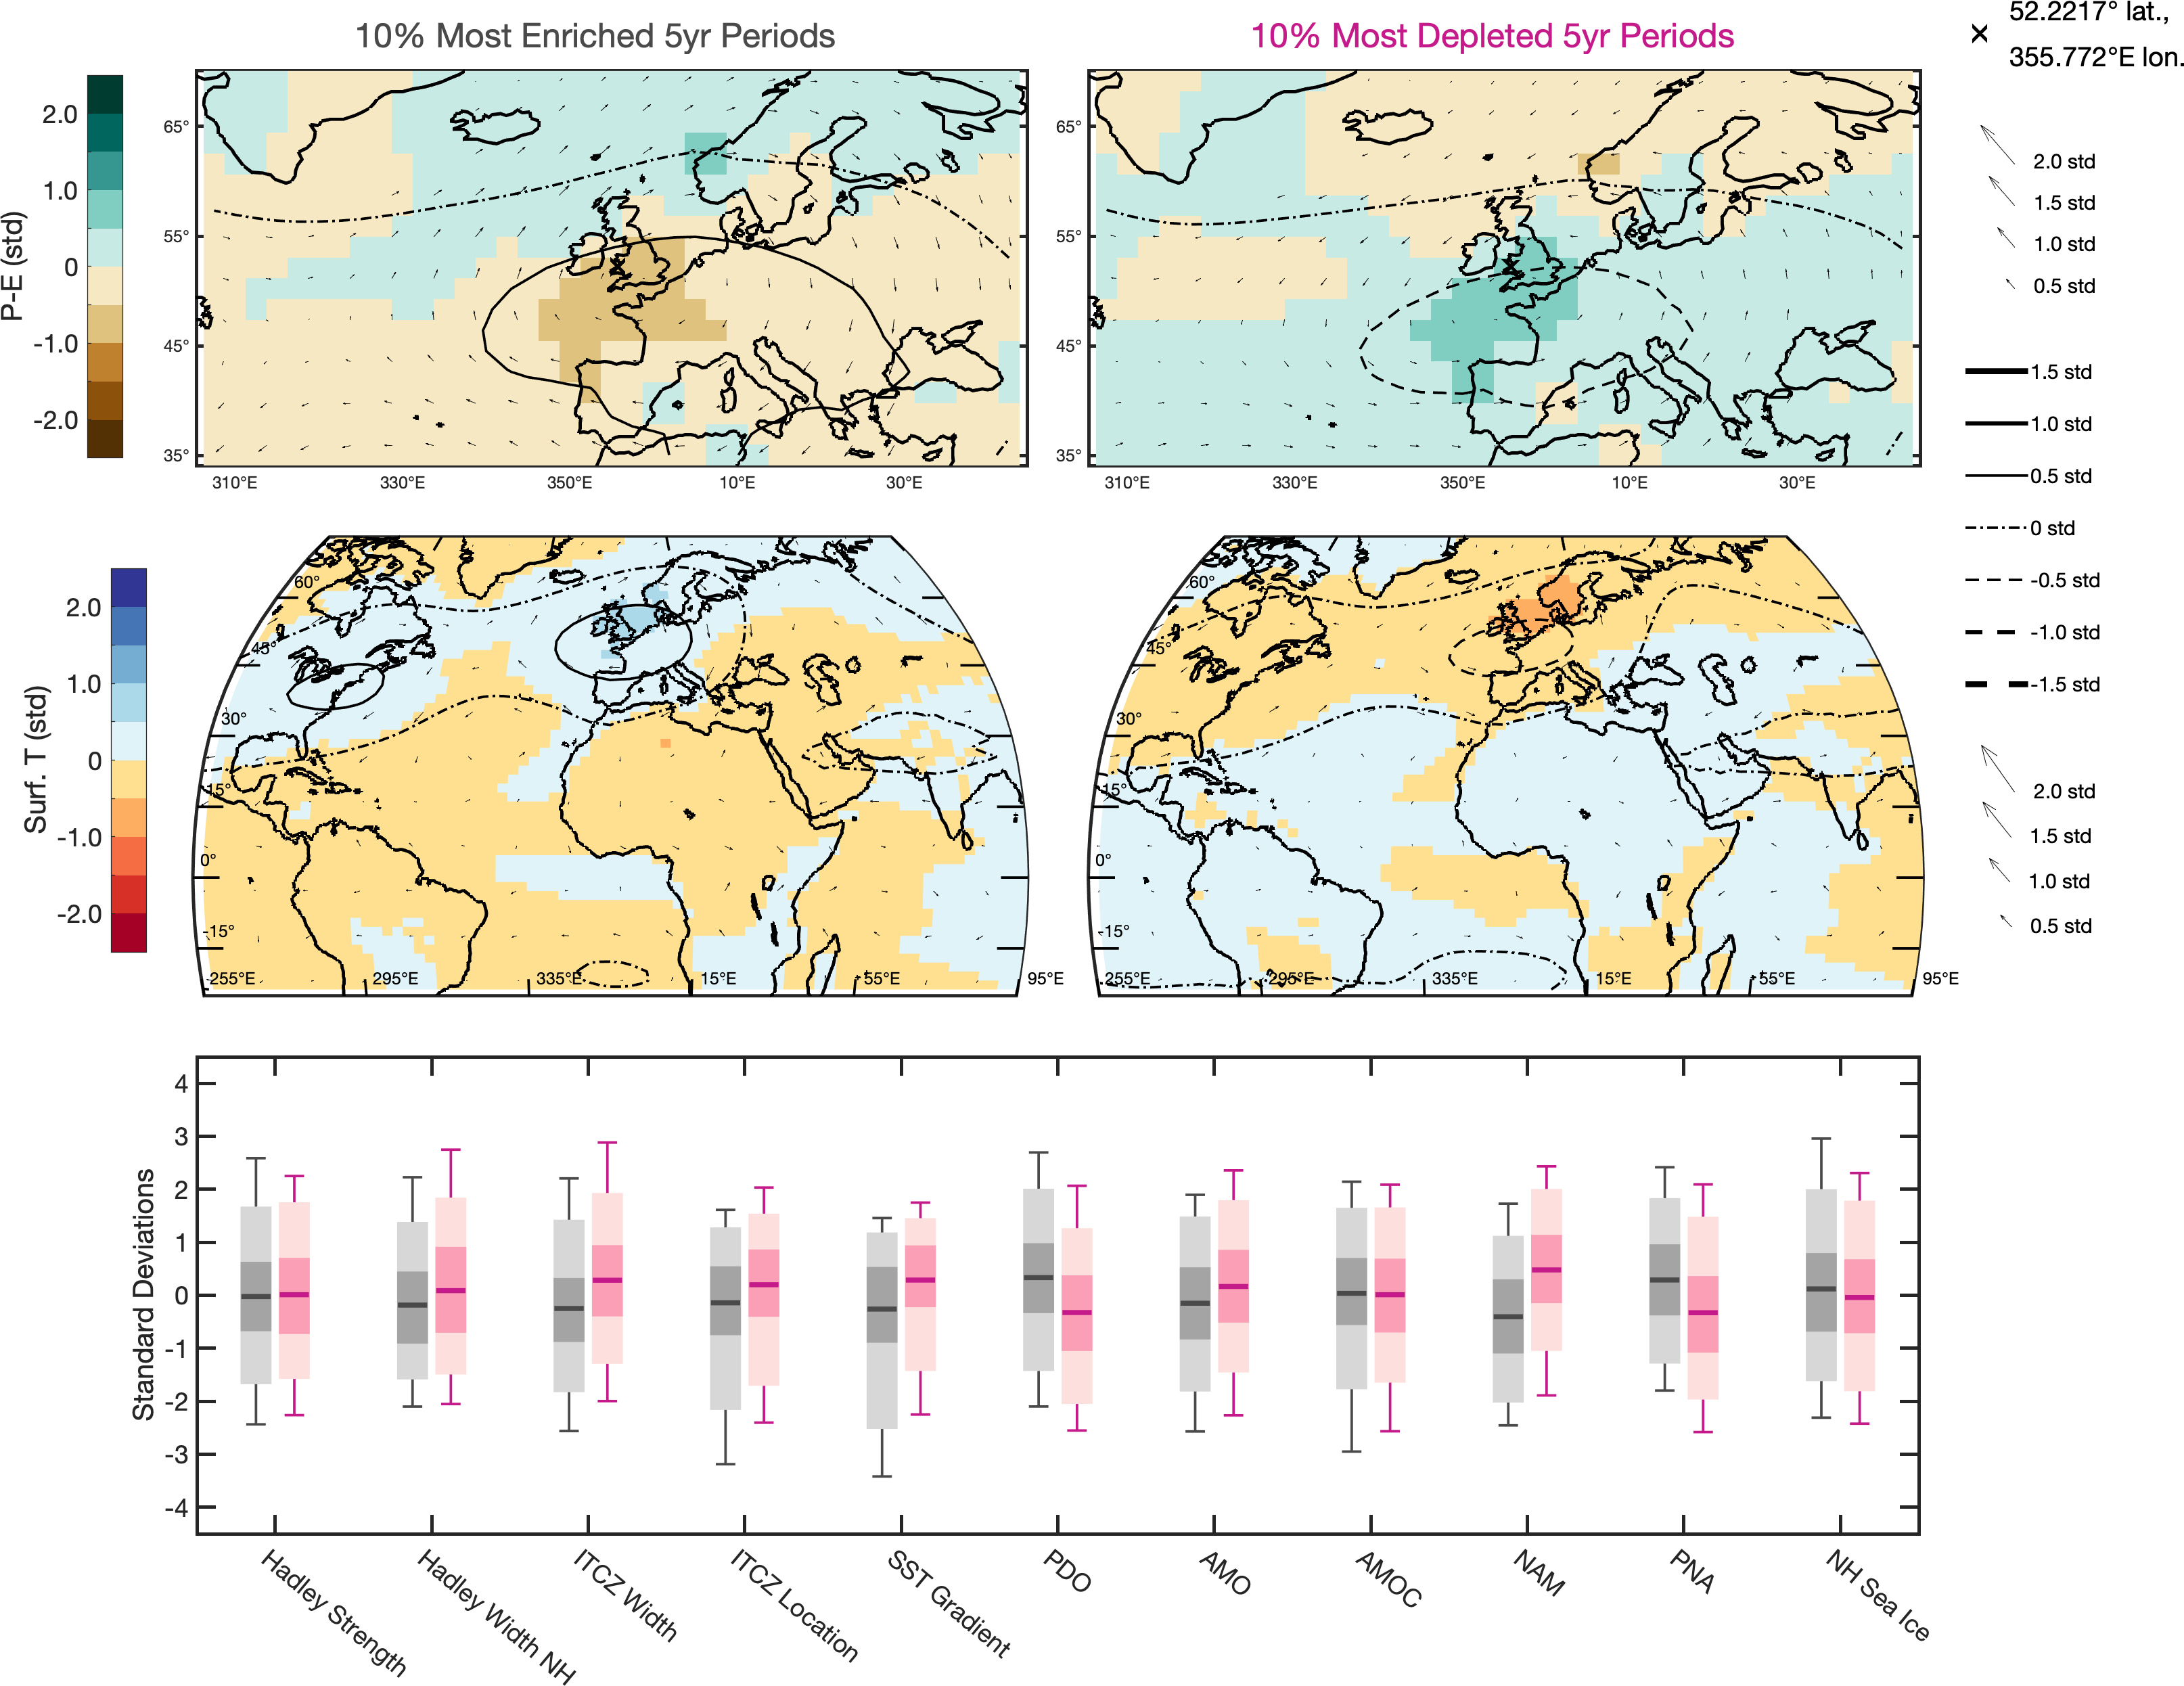 10% Most Enriched 5yr Periods
10% Most Depleted 5yr Periods
×
52.2217° lat.,
355.772°E lon.
P-E (std)
2.0
1.0
0
-1.0
-2.0
65°
55°
45°
35°
310°E 330°E 350°E 10°E 30°E
65°
55°
45°
35°
310°E 330°E 350°E 10°E 30°E
2.0 std
1.5 std
1.0 std
0.5 std
1.5 std
1.0 std
0.5 std
0 std
-0.5 std
-1.0 std
-1.5 std
Surf. T (std)
2.0
1.0
0
-1.0
-2.0
60°
45°
30°
15°
0°
-15°
255°E 295°E 335°E 15°E 55°E 95°E
60°
45°
30°
15°
0°
-15°
255°E 295°E 335°E 15°E 55°E 95°E
2.0 std
1.5 std
1.0 std
0.5 std
Standard Deviations
4
3
2
1
0
-1
-2
-3
-4
Hadley Strength
Hadley Width NH
ITCZ Width
ITCZ Location
SST Gradient
PDO
AMO
AMOC
NAM
PNA
NH Sea Ice